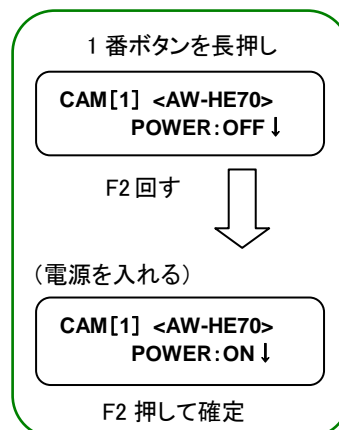 1 番ボタンを長押し
CAM[1] <AW-HE70>
POWER:OFF↓
F2 回す
(電源を入れる)
CAM[1] <AW-HE70>
POWER:ON↓
F2 押して確定